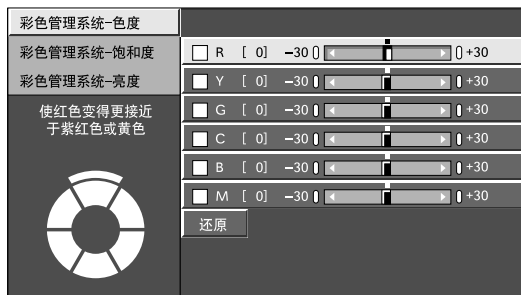 彩色管理系统–色度
彩色管理系统–饱和度
彩色管理系统–亮度
使红色变得更接近
于紫红色或黄色
R [ 0] –30 +30
Y [ 0] –30 +30
G [ 0] –30 +30
C [ 0] –30 +30
B [ 0] –30 +30
M [ 0] –30 +30
还原